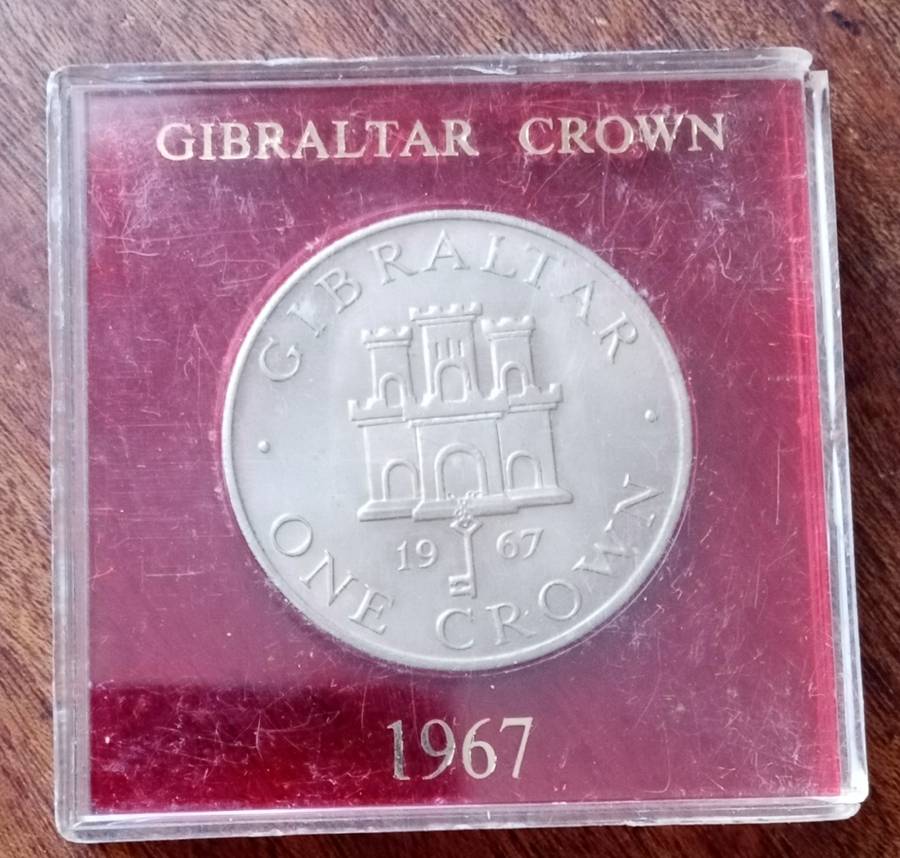 GIBRALTAR CROWN
GIBRALTAR
19 67
ONE CROWN
1967